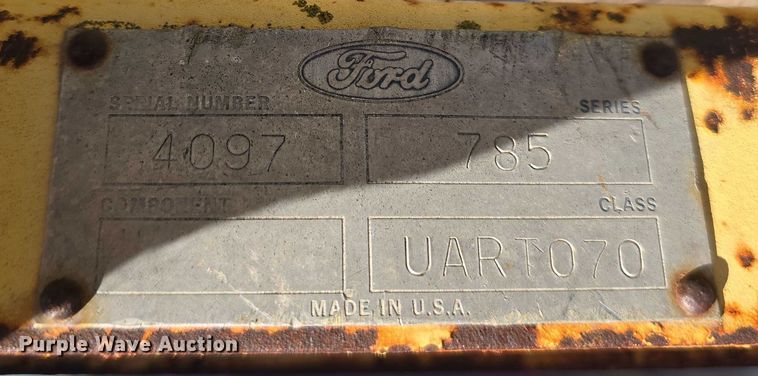 Ford
SERIAL NUMBER SERIES
4097 785
COMPONENT CLASS
UART070
MADE IN U.S.A.
Purple Wave Auction